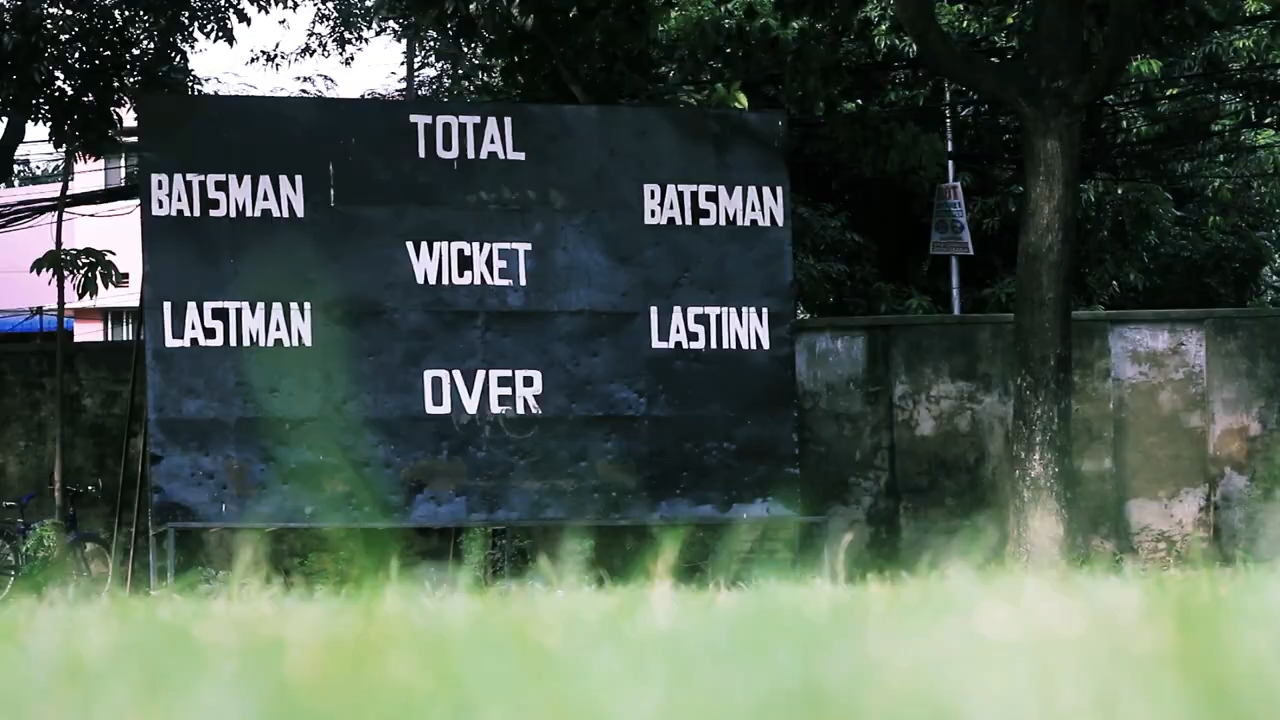 TOTAL
BATSMAN
BATSMAN
WICKET
LASTMAN
LASTINN
OVER